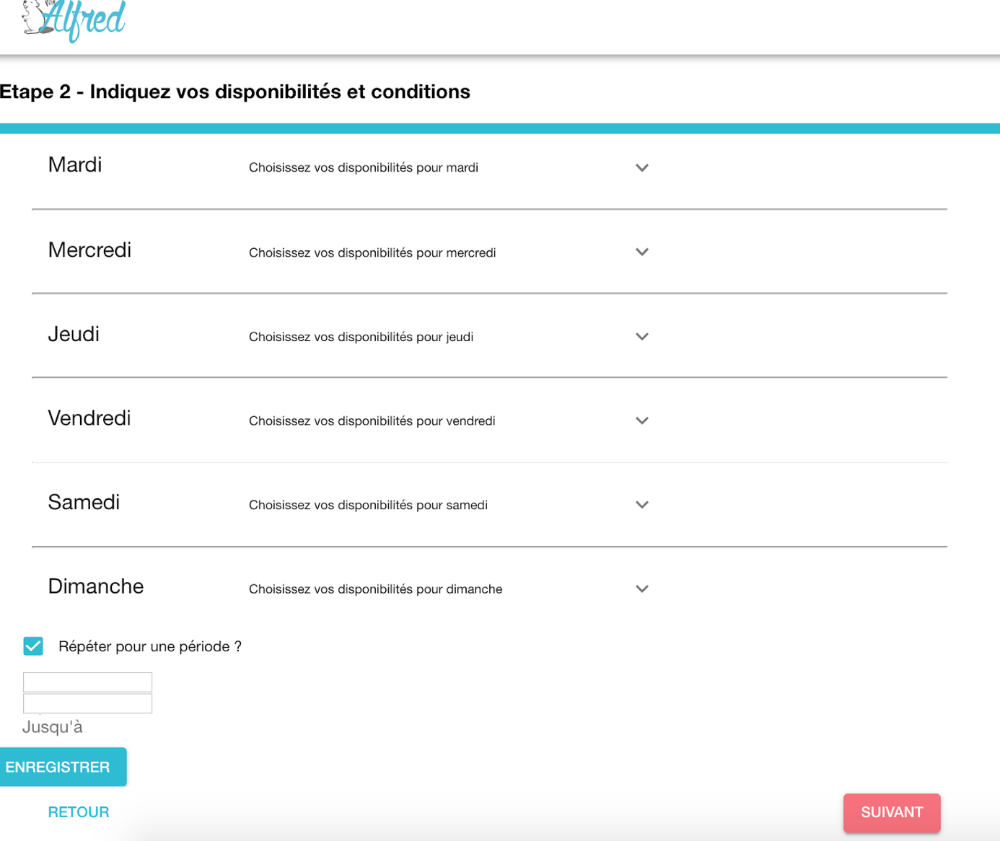 My
Alfred
Etape 2 - Indiquez vos disponibilités et conditions
Mardi Choisissez vos disponibilités pour mardi
Mercredi Choisissez vos disponibilités pour mercredi
Jeudi Choisissez vos disponibilités pour jeudi
Vendredi Choisissez vos disponibilités pour vendredi
Samedi Choisissez vos disponibilités pour samedi
Dimanche Choisissez vos disponibilités pour dimanche
Répéter pour une période ?
Jusqu'à
ENREGISTRER
RETOUR
SUIVANT